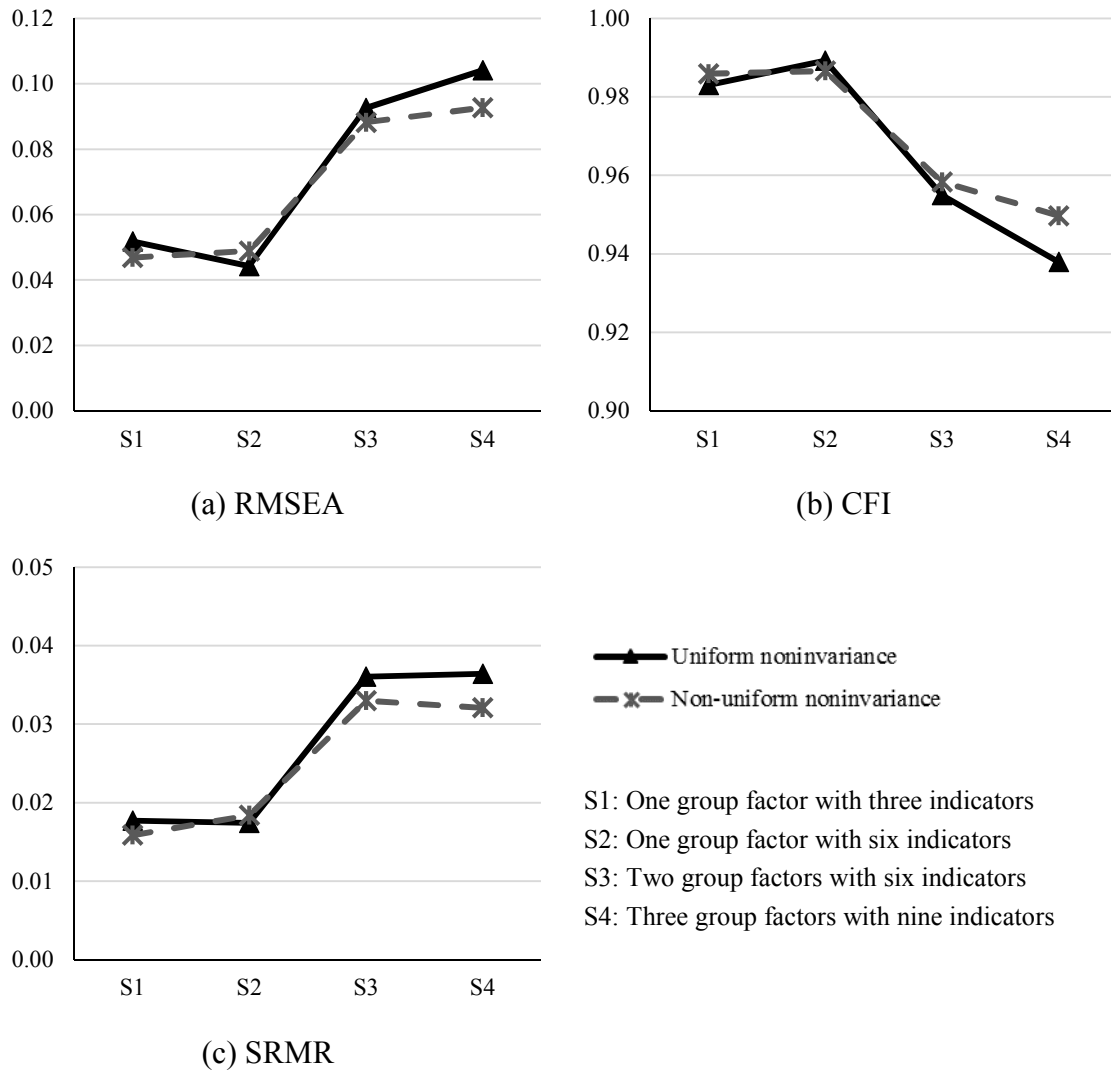 0.12
0.10
0.08
0.06
0.04
0.02
0.00
S1 S2 S3 S4
(a) RMSEA
1.00
0.98
0.96
0.94
0.92
0.90
S1 S2 S3 S4
(b) CFI
0.05
0.04
0.03
0.02
0.01
0.00
S1 S2 S3 S4
(c) SRMR
Uniform noninvariance
Non-uniform noninvariance
S1: One group factor with three indicators
S2: One group factor with six indicators
S3: Two group factors with six indicators
S4: Three group factors with nine indicators